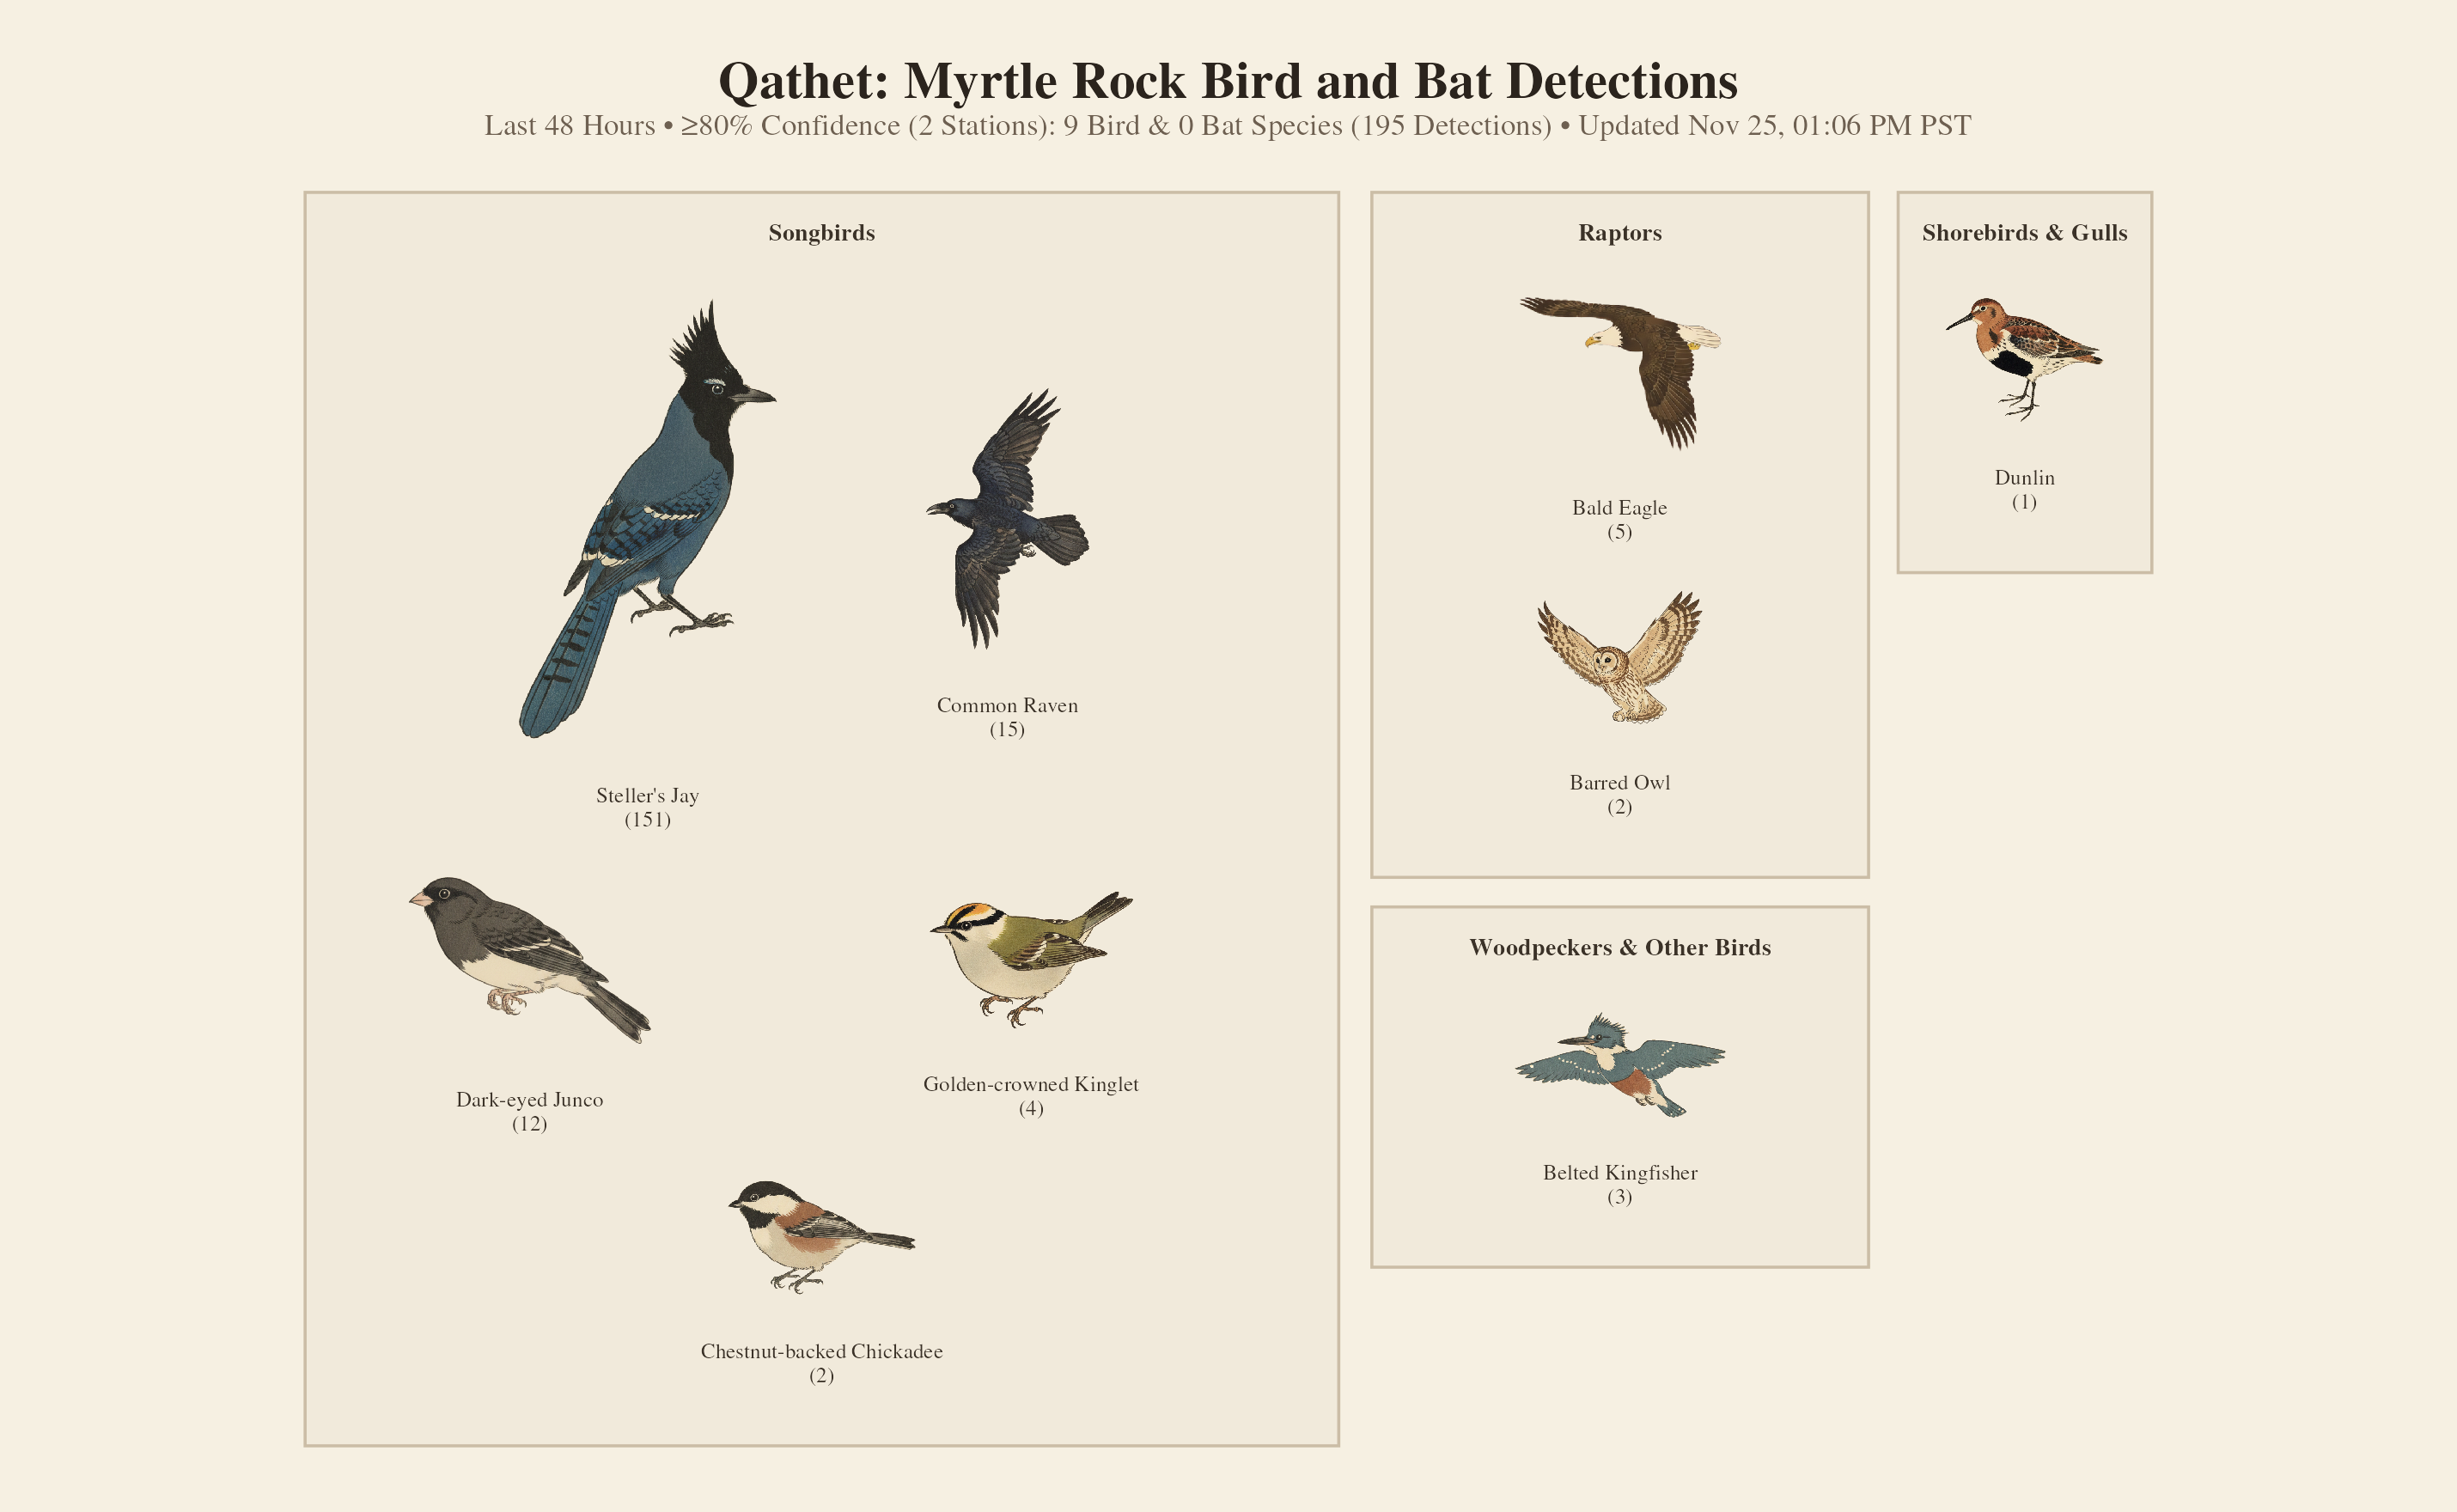 Qathet: Myrtle Rock Bird and Bat Detections
Last 48 Hours • ≥80% Confidence (2 Stations): 9 Bird & 0 Bat Species (195 Detections) • Updated Nov 25, 01:06 PM PST
Songbirds
Steller's Jay
(151)
Common Raven
(15)
Dark-eyed Junco
(12)
Golden-crowned Kinglet
(4)
Chestnut-backed Chickadee
(2)
Raptors
Bald Eagle
(5)
Barred Owl
(2)
Woodpeckers & Other Birds
Belted Kingfisher
(3)
Shorebirds & Gulls
Dunlin
(1)